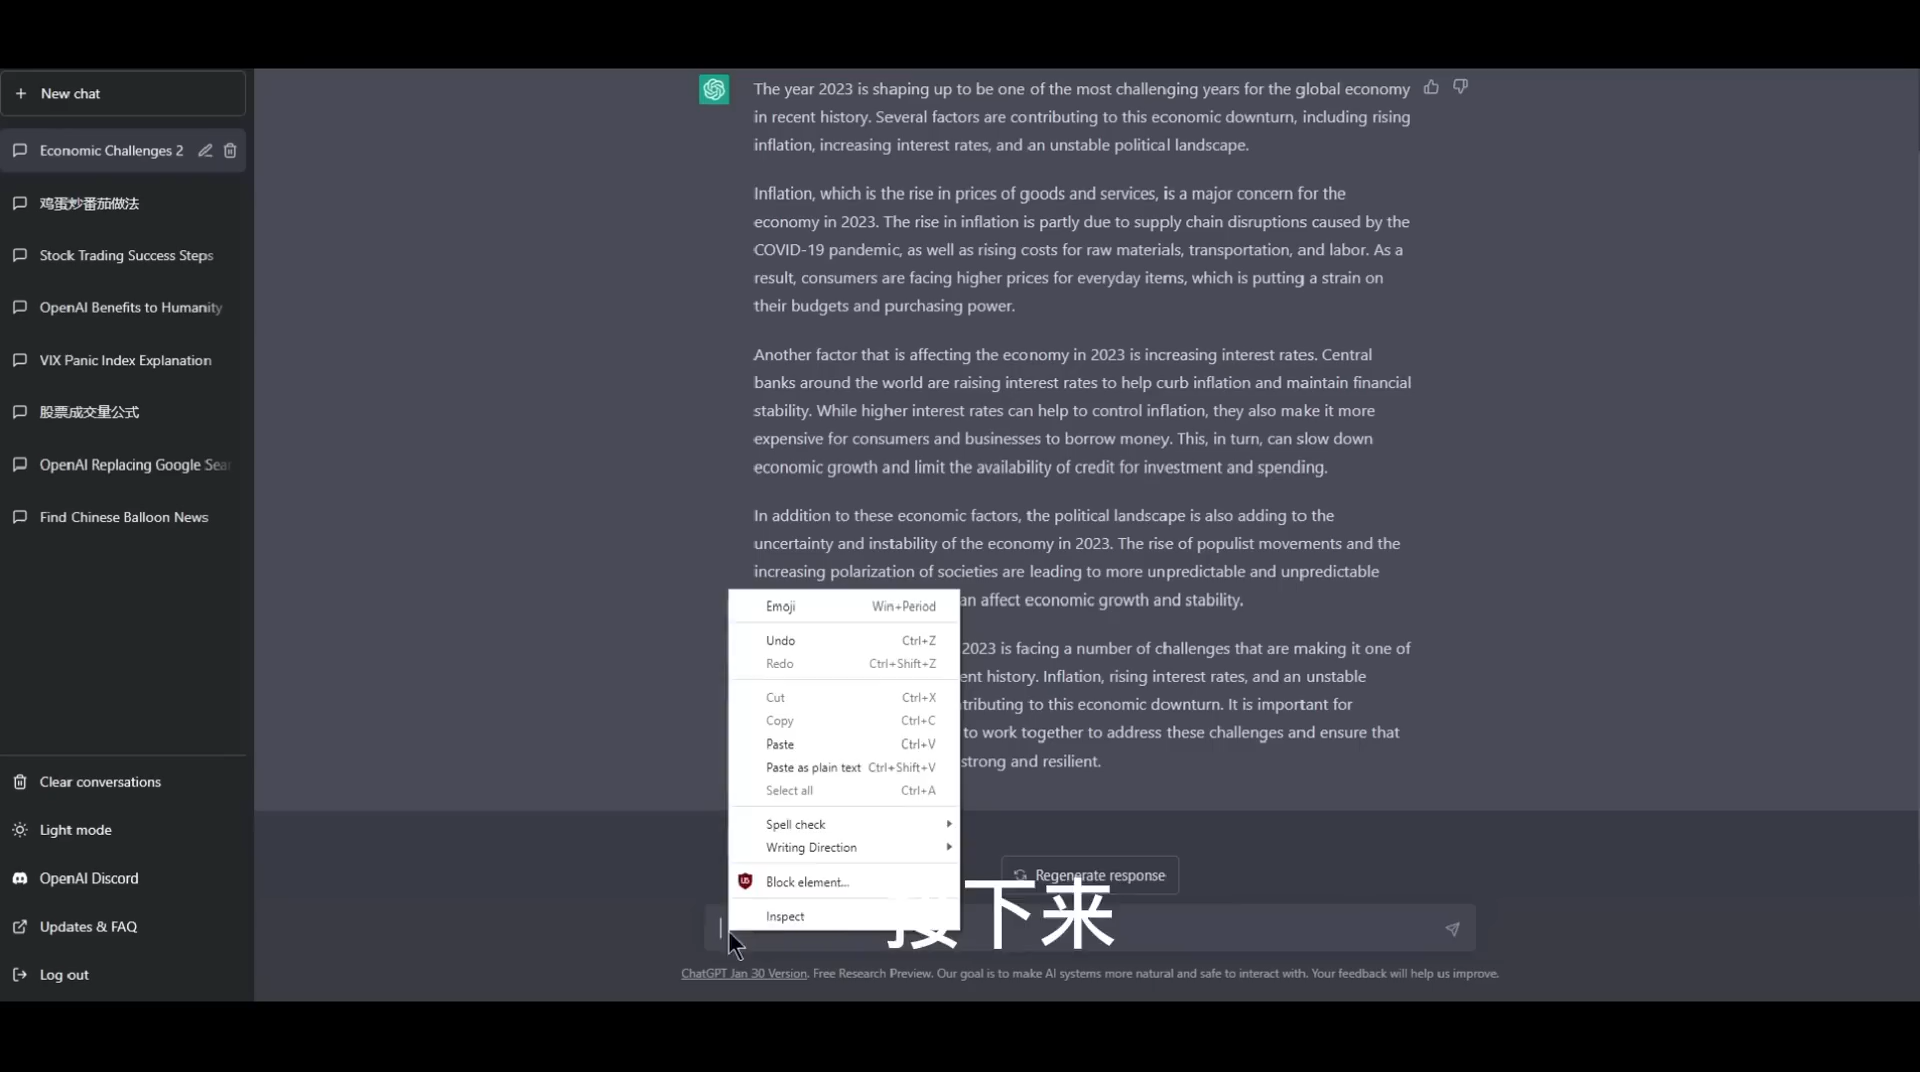 New chat
Economic Challenges 2
鸡蛋炒番茄做法
Stock Trading Success Steps
OpenAI Benefits to Humanity
VIX Panic Index Explanation
股票成交量公式
OpenAI Replacing Google Sea
Find Chinese Balloon News
Clear conversations
Light mode
OpenAI Discord
Updates & FAQ
Log out
The year 2023 is shaping up to be one of the most challenging years for the global economy
in recent history. Several factors are contributing to this economic downturn, including rising
inflation, increasing interest rates, and an unstable political landscape.
Inflation, which is the rise in prices of goods and services, is a major concern for the
economy in 2023. The rise in inflation is partly due to supply chain disruptions caused by the
COVID-19 pandemic, as well as rising costs for raw materials, transportation, and labor. As a
result, consumers are facing higher prices for everyday items, which is putting a strain on
their budgets and purchasing power.
Another factor that is affecting the economy in 2023 is increasing interest rates. Central
banks around the world are raising interest rates to help curb inflation and maintain financial
stability. While higher interest rates can help to control inflation, they also make it more
expensive for consumers and businesses to borrow money. This, in turn, can slow down
economic growth and limit the availability of credit for investment and spending.
In addition to these economic factors, the political landscape is also adding to the
uncertainty and instability of the economy in 2023. The rise of populist movements and the
increasing polarization of societies are leading to more unpredictable and unpredictable
an affect economic growth and stability.
2023 is facing a number of challenges that are making it one of
ent history. Inflation, rising interest rates, and an unstable
tributing to this economic downturn. It is important for
to work together to address these challenges and ensure that
strong and resilient.
Emoji Win+Period
Undo Ctrl+Z
Redo Ctrl+Shift+Z
Cut Ctrl+X
Copy Ctrl+C
Paste Ctrl+V
Paste as plain text Ctrl+Shift+V
Select all Ctrl+A
Spell check
Writing Direction
Block element...
Inspect
Regenerate response
接下来
ChatGPT Jan 30 Version. Free Research Preview. Our goal is to make AI systems more natural and safe to interact with. Your feedback will help us improve.